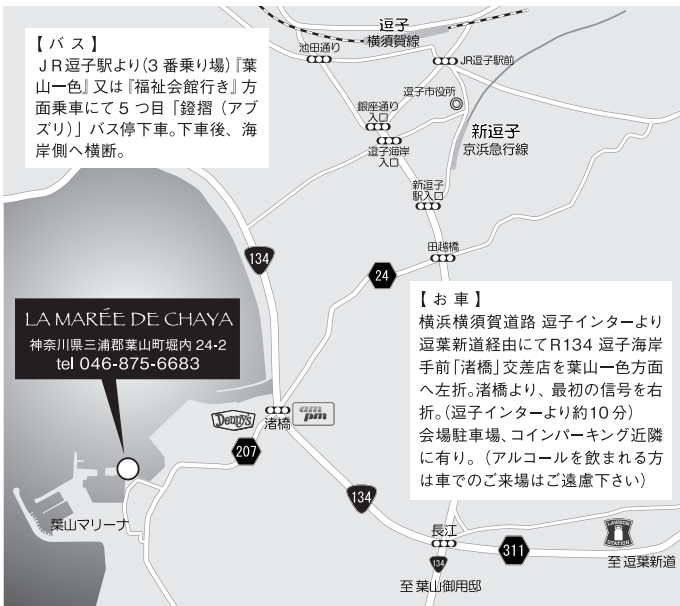 逗子
横須賀線
【バス】
JR逗子駅より(3番乗り場)『葉
山一色』又は『福祉会館行き』方
面乗車にて5つ目「鐙摺(アブ
ズリ)」バス停下車。下車後、海
岸側へ横断。
池田通り
JR逗子駅前
逗子市役所
銀座通り
入口
逗子海岸
入口
新逗子
京浜急行線
新逗子
駅入口
田越橋
134
24
LA MARÉE DE CHAYA
神奈川県三浦郡葉山町堀内 24-2
tel 046-875-6683
【お車】
横浜横須賀道路 逗子インターより
逗葉新道経由にてR134 逗子海岸
手前「渚橋」交差店を葉山一色方面
へ左折。渚橋より、最初の信号を右
折。(逗子インターより約10分)
会場駐車場、コインパーキング近隣
に有り。(アルコールを飲まれる方
は車でのご来場はご遠慮下さい)
Denny's
渚橋
am
pm
207
134
葉山マリーナ
長江
311
LAWSON
STATION
至逗葉新道
134
至葉山御用邸